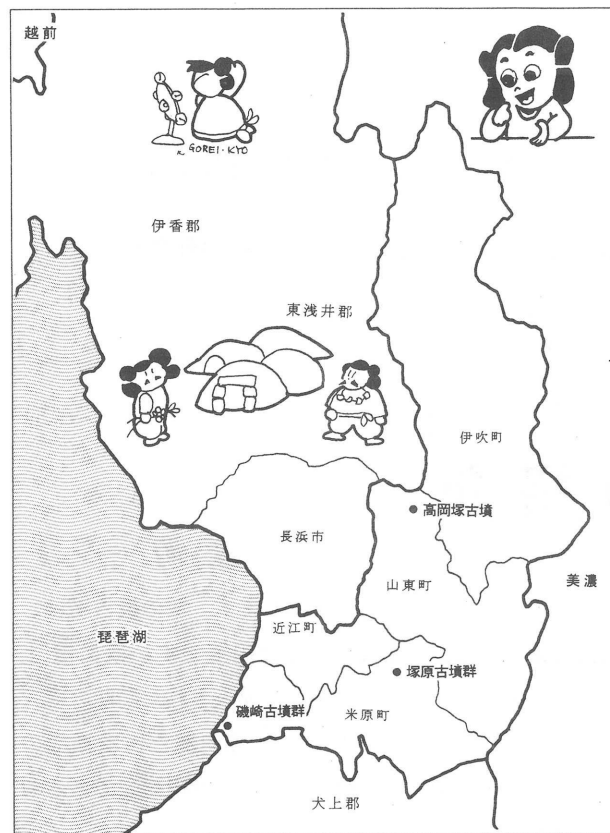 越前
GOREI・KYO
伊香郡
東浅井郡
伊吹町
高岡塚古墳
長浜市
山東町
美濃
近江町
琵琶湖
塚原古墳群
磯崎古墳群
米原町
犬上郡